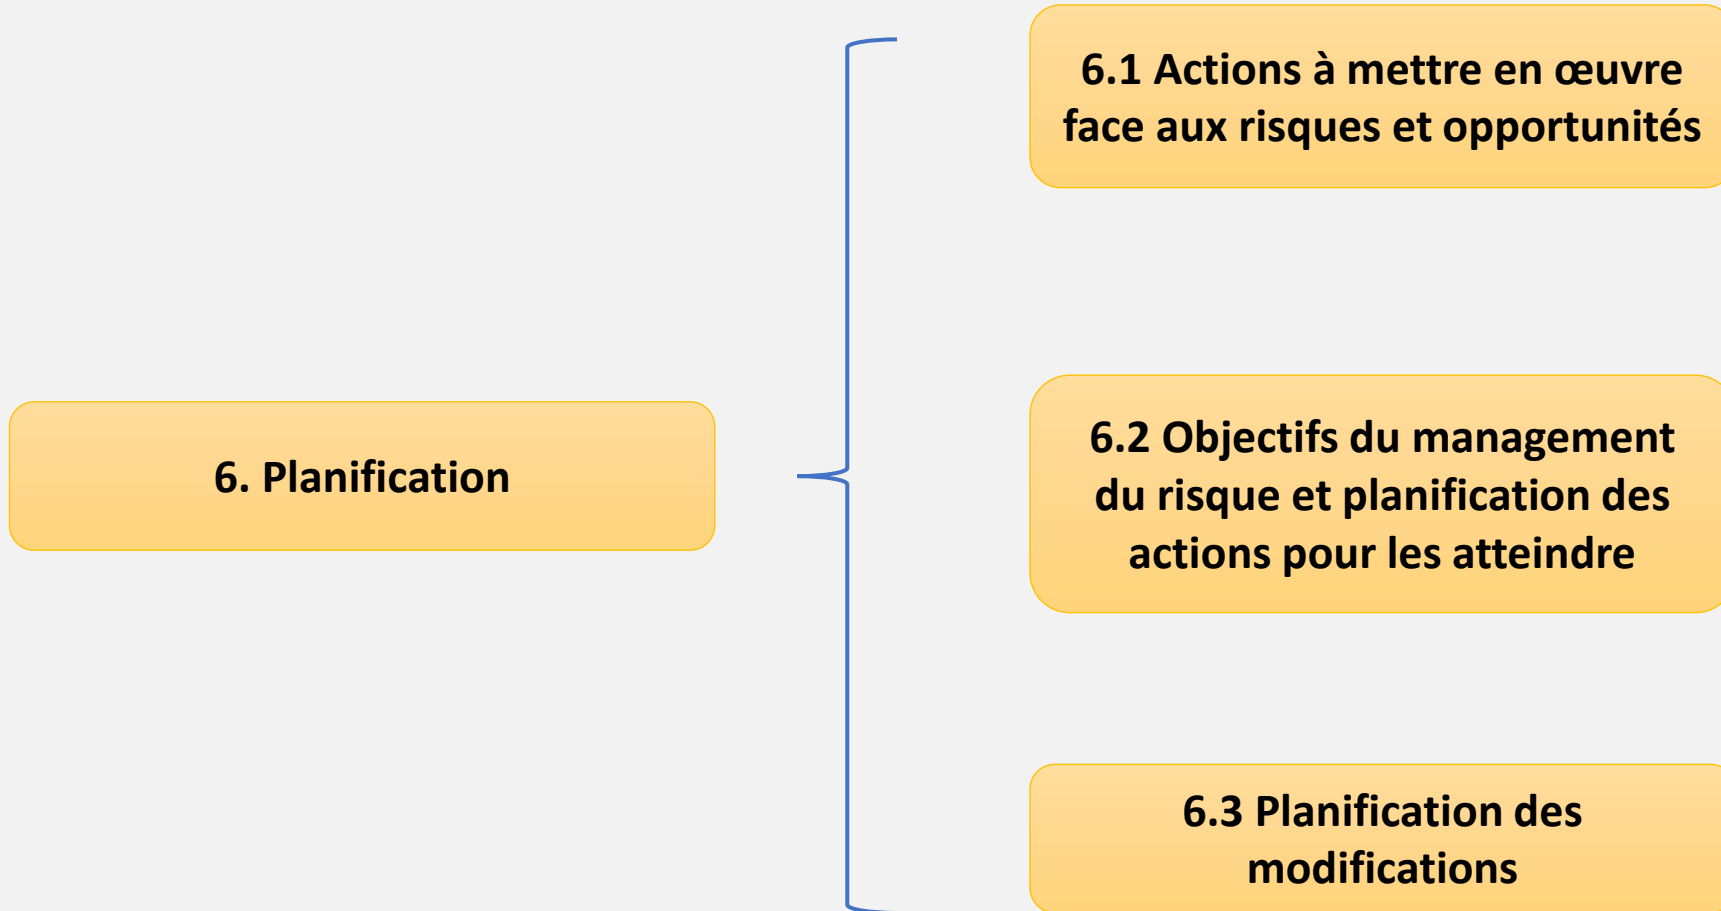 6.1 Actions à mettre en œuvre
face aux risques et opportunités
6. Planification
6.2 Objectifs du management
du risque et planification des
actions pour les atteindre
6.3 Planification des
modifications